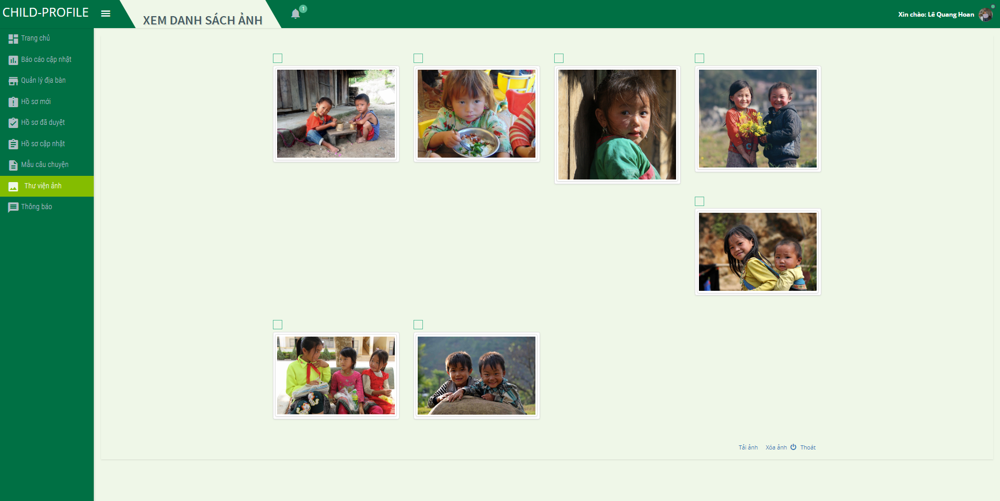 CHILD-PROFILE
XEM DANH SÁCH ẢNH
1
Xin chào: Lê Quang Hoan
Trang chủ
Báo cáo cập nhật
Quản lý địa bàn
Hồ sơ mới
Hồ sơ đã duyệt
Hồ sơ cập nhật
Mẫu câu chuyện
Thư viện ảnh
Thông báo
Tải ảnh Xóa ảnh Thoát